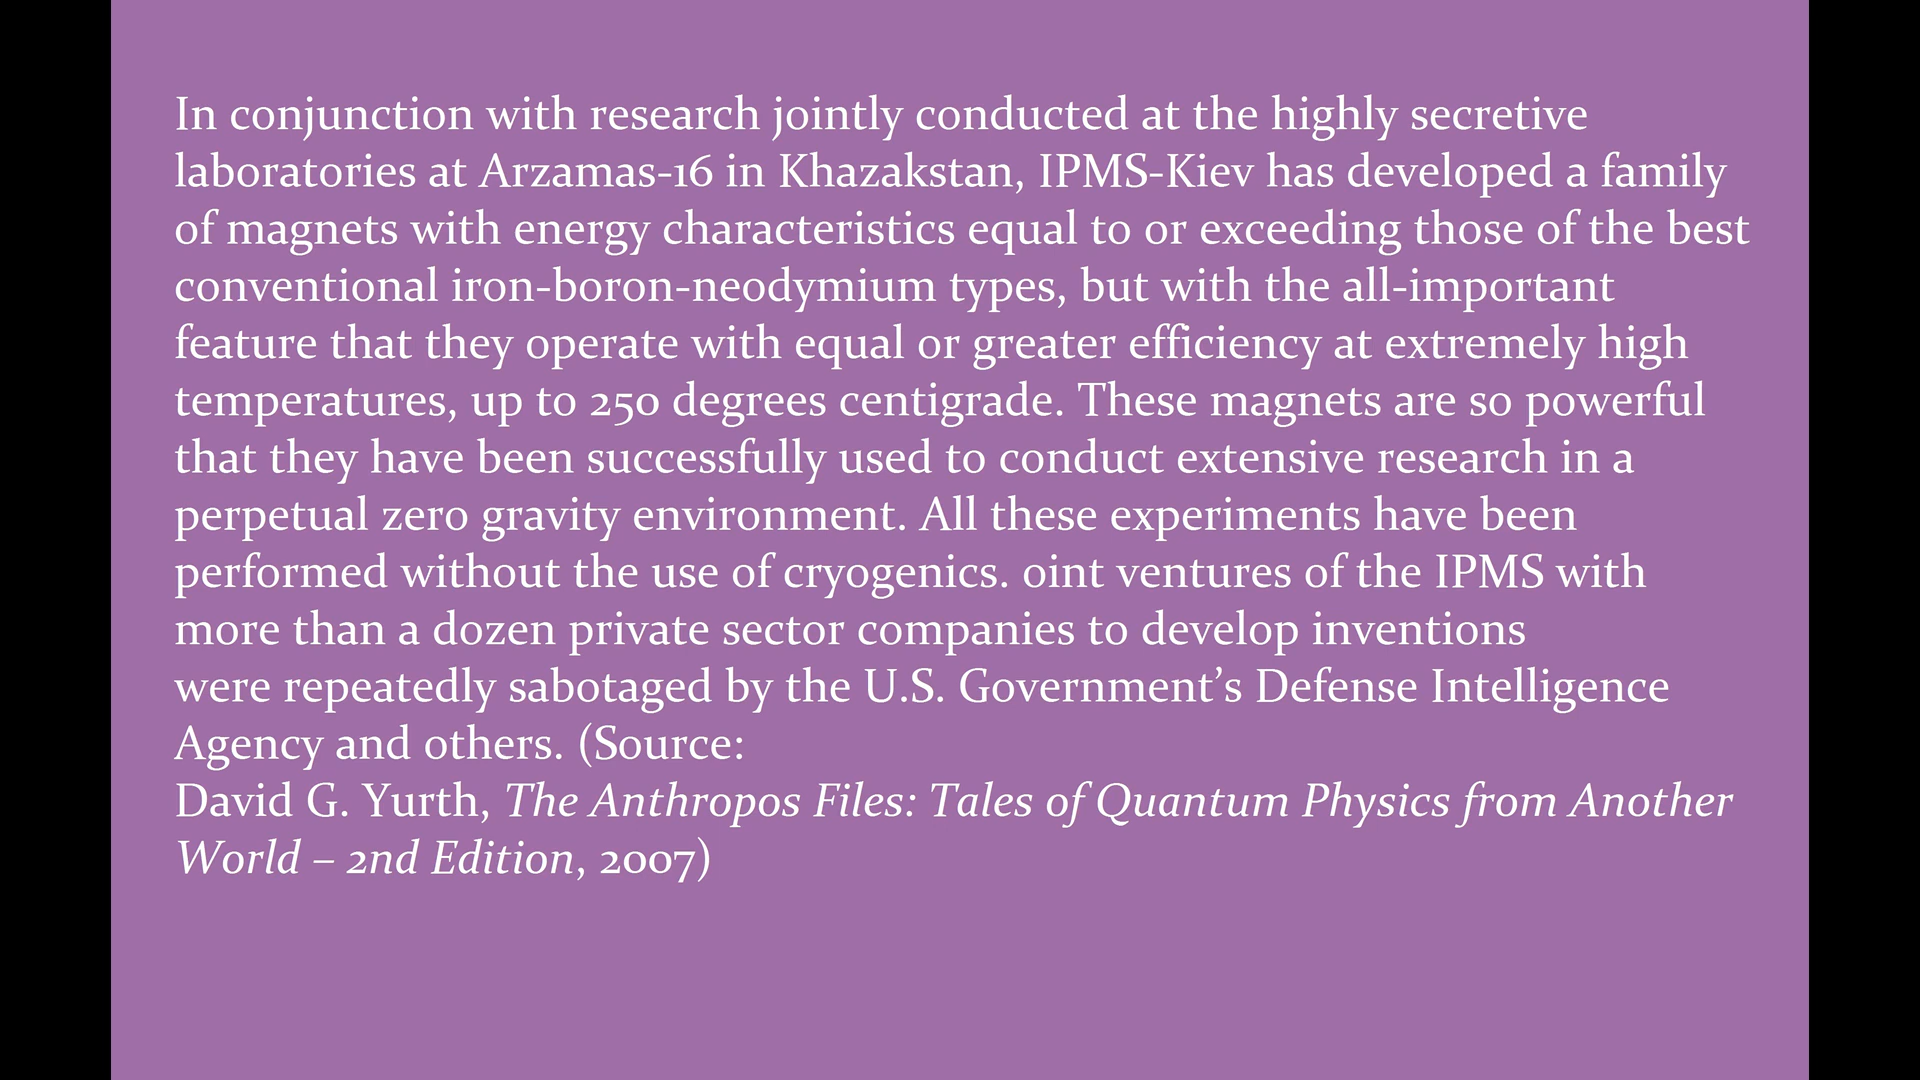 In conjunction with research jointly conducted at the highly secretive
laboratories at Arzamas-16 in Khazakstan, IPMS-Kiev has developed a family
of magnets with energy characteristics equal to or exceeding those of the best
conventional iron-boron-neodymium types, but with the all-important
feature that they operate with equal or greater efficiency at extremely high
temperatures, up to 250 degrees centigrade. These magnets are so powerful
that they have been successfully used to conduct extensive research in a
perpetual zero gravity environment. All these experiments have been
performed without the use of cryogenics. oint ventures of the IPMS with
more than a dozen private sector companies to develop inventions
were repeatedly sabotaged by the U.S. Government’s Defense Intelligence
Agency and others. (Source:
David G. Yurth, The Anthropos Files: Tales of Quantum Physics from Another
World – 2nd Edition, 2007)